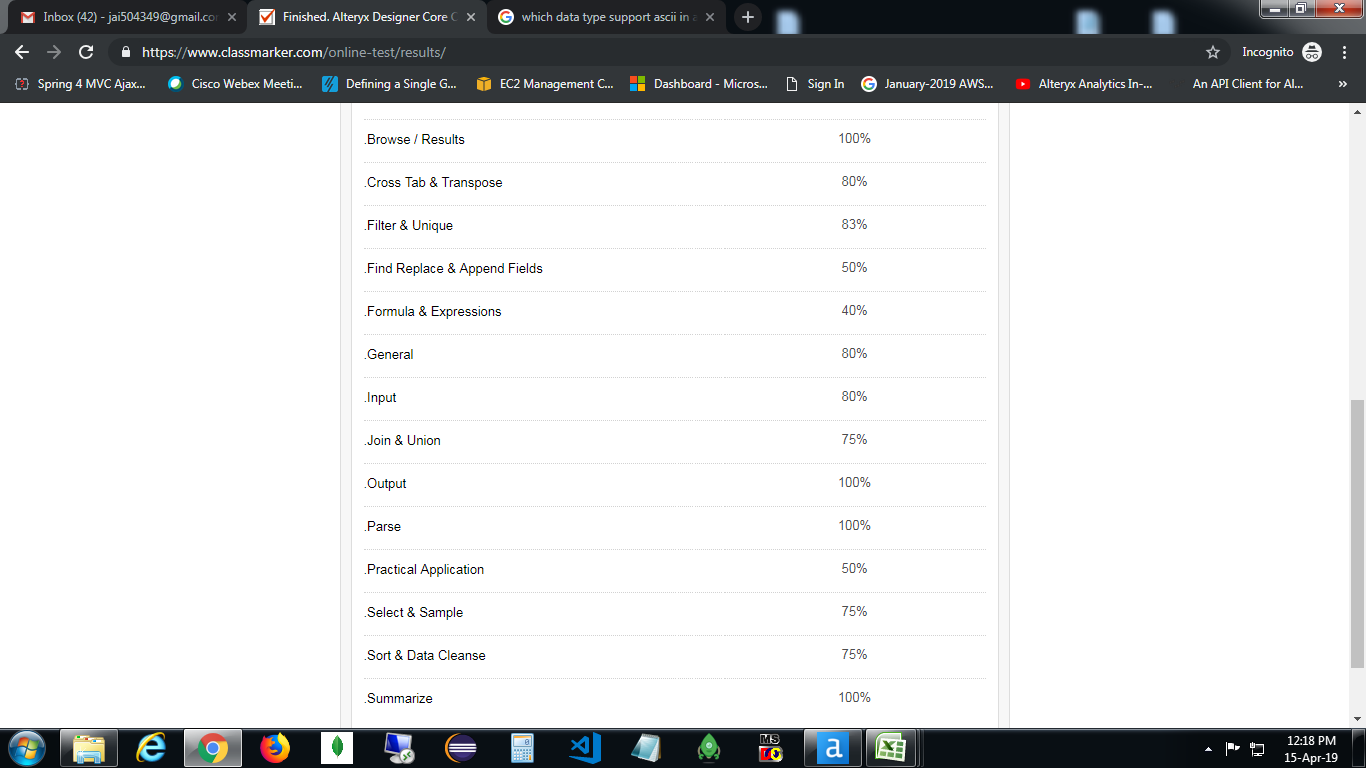 Inbox (42) - jai504349@gmail.co
Finished. Alteryx Designer Core C
which data type support ascii in a
https://www.classmarker.com/online-test/results/
Incognito
Spring 4 MVC Ajax...
Cisco Webex Meeti...
Defining a Single G...
EC2 Management C...
Dashboard - Micros...
Sign In
January-2019 AWS...
Alteryx Analytics In-...
An API Client for Al...
»
.Browse / Results 100%
.Cross Tab & Transpose 80%
.Filter & Unique 83%
.Find Replace & Append Fields 50%
.Formula & Expressions 40%
.General 80%
.Input 80%
.Join & Union 75%
.Output 100%
.Parse 100%
.Practical Application 50%
.Select & Sample 75%
.Sort & Data Cleanse 75%
.Summarize 100%
MS
a
12:18 PM
15-Apr-19